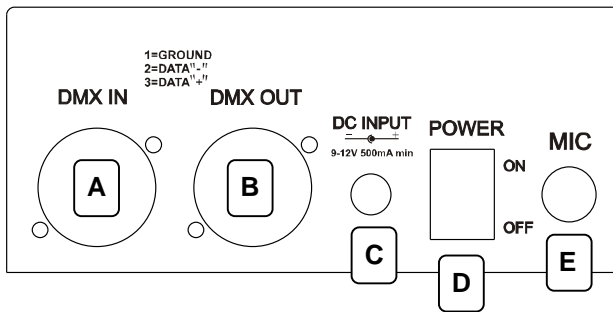 1=GROUND
2=DATA"-"
3=DATA"+"
DMX IN
DMX OUT
DC INPUT
- +
9-12V 500mA min
POWER
ON
OFF
MIC
A
B
C
D
E